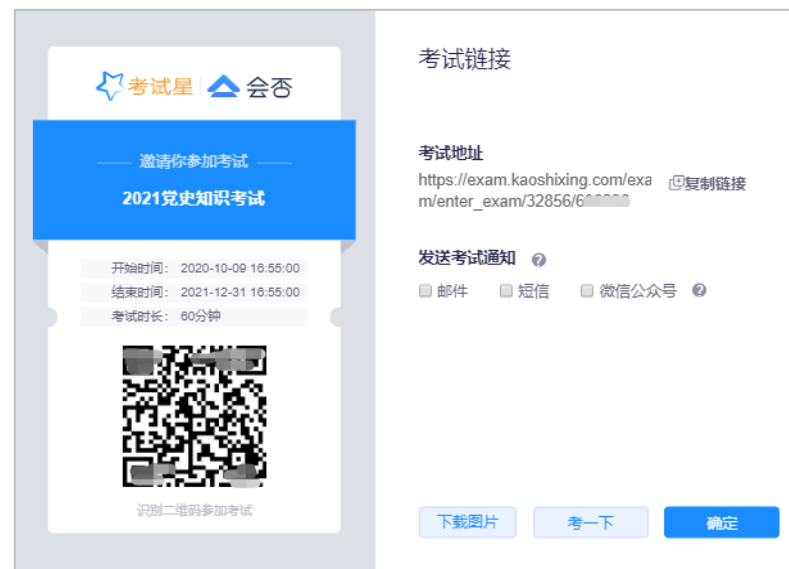 考试星 会否
邀请你参加考试
2021党史知识考试
开始时间: 2020-10-09 16:55:00
结束时间: 2021-12-31 16:55:00
考试时长: 60分钟
识别二维码参加考试
考试链接
考试地址
https://exam.kaoshixing.com/exa
m/enter_exam/32856/6
复制链接
发送考试通知
邮件 短信 微信公众号
下载图片 考一下 确定